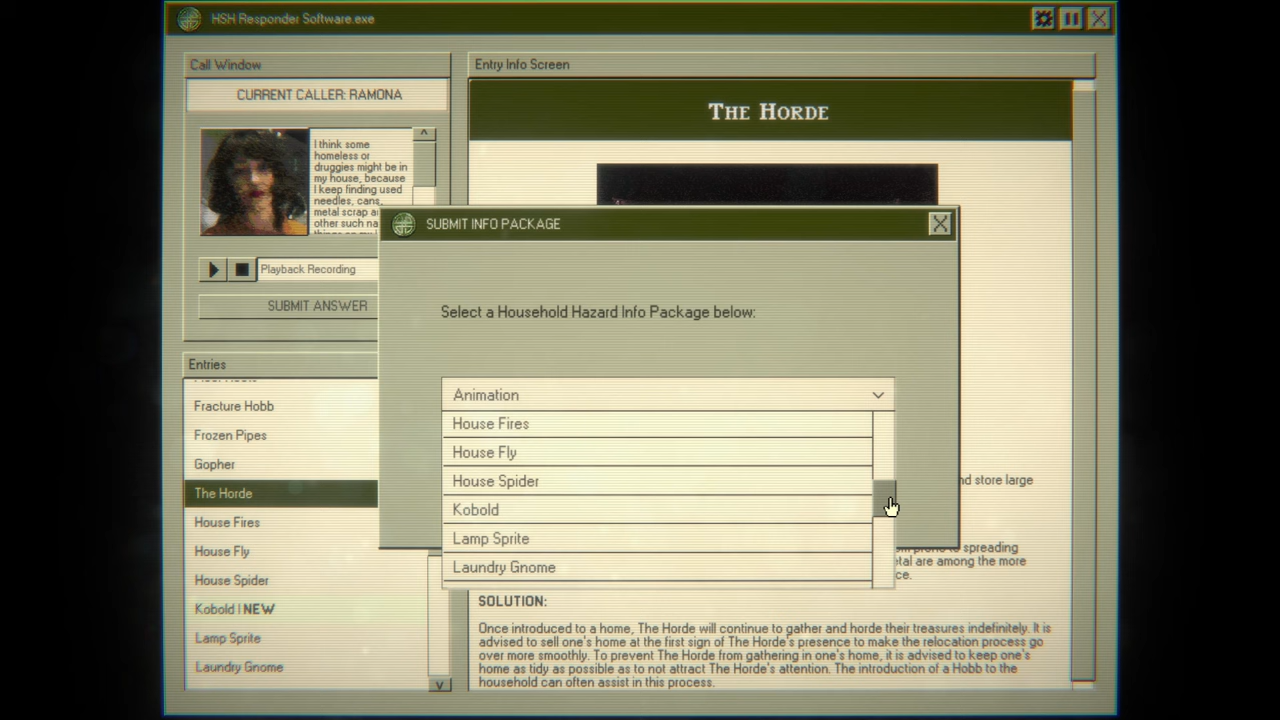 HSH Responder Software.exe
Call Window
CURRENT CALLER: RAMONA
I think some
homeless or
druggies might be in
my house, because
I keep finding used
needles, cans,
metal scrap
other such
Playback Recording
SUBMIT ANSWER
Entries
Fracture Hobb
Frozen Pipes
Gopher
The Horde
House Fires
House Fly
House Spider
Kobold | NEW
Lamp Sprite
Laundry Gnome
Entry Info Screen
THE HORDE
SUBMIT INFO PACKAGE
Select a Household Hazard Info Package below:
Animation
House Fires
House Fly
House Spider
Kobold
Lamp Sprite
Laundry Gnome
and store large
prone to spreading
are among the more
SOLUTION:
Once introduced to a home, The Horde will continue to gather and horde their treasures indefinitely. It is
advised to sell one's home at the first sign of The Horde's presence to make the relocation process go
over more smoothly. To prevent The Horde from gathering in one's home, it is advised to keep one's
home as tidy as possible as to not attract The Horde's attention. The introduction of a Hobb to the
household can often assist in this process.